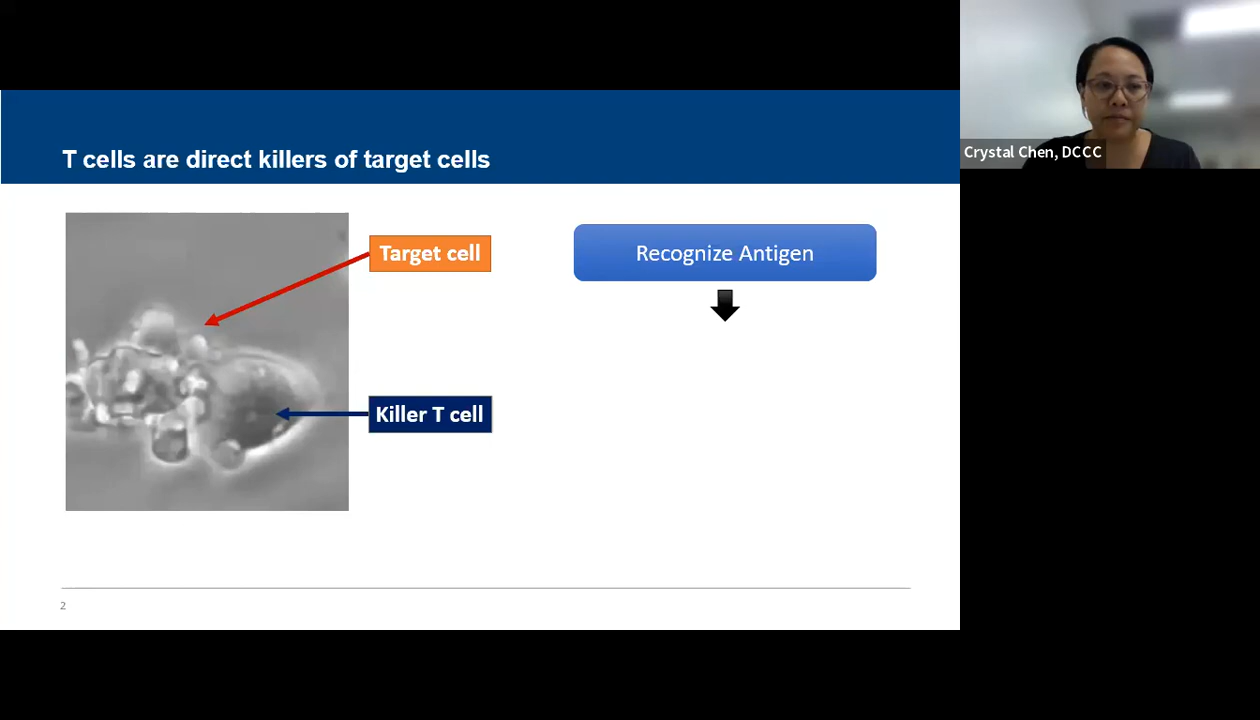 T cells are direct killers of target cells
Target cell
Recognize Antigen
Killer T cell
2
Crystal Chen, DCCC